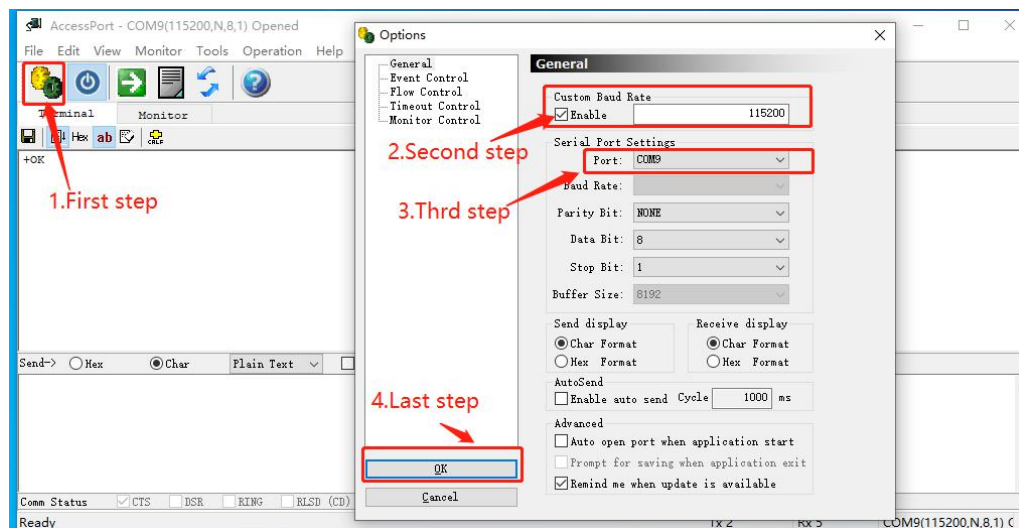 AccessPort - COM9(115200,N,8,1) Opened
File Edit View Monitor Tools Operation Help
Terminal Monitor
Hex ab
+OK
1.First step
Send-> Hex Char Plain Text
Comm Status CTS DSR RING RLSD (CD)
Ready Tx 2 Rx 5 COM9(115200,N,8,1) C
Options
General
Event Control
Flow Control
Timeout Control
Monitor Control
2.Second step
3.Thrd step
4.Last step
OK
Cancel
General
Custom Baud Rate
Enable 115200
Serial Port Settings
Port: COM9
Baud Rate:
Parity Bit: NONE
Data Bit: 8
Stop Bit: 1
Buffer Size: 8192
Send display Receive display
Char Format Char Format
Hex Format Hex Format
AutoSend
Enable auto send Cycle 1000 ms
Advanced
Auto open port when application start
Prompt for saving when application exit
Remind me when update is available